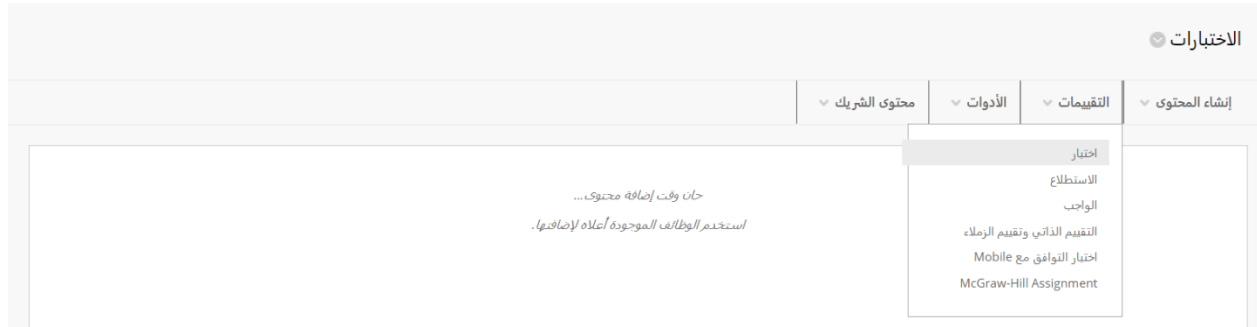 الاختبارات
إنشاء المحتوى
التقييمات
الأدوات
محتوى الشريك
اختبار
الاستطلاع
الواجب
التقييم الذاتي وتقييم الزملاء
اختبار التوافق مع Mobile
McGraw-Hill Assignment
حان وقت إضافة محتوى...
استخدم الوظائف الموجودة أعلاه لإضافتها.